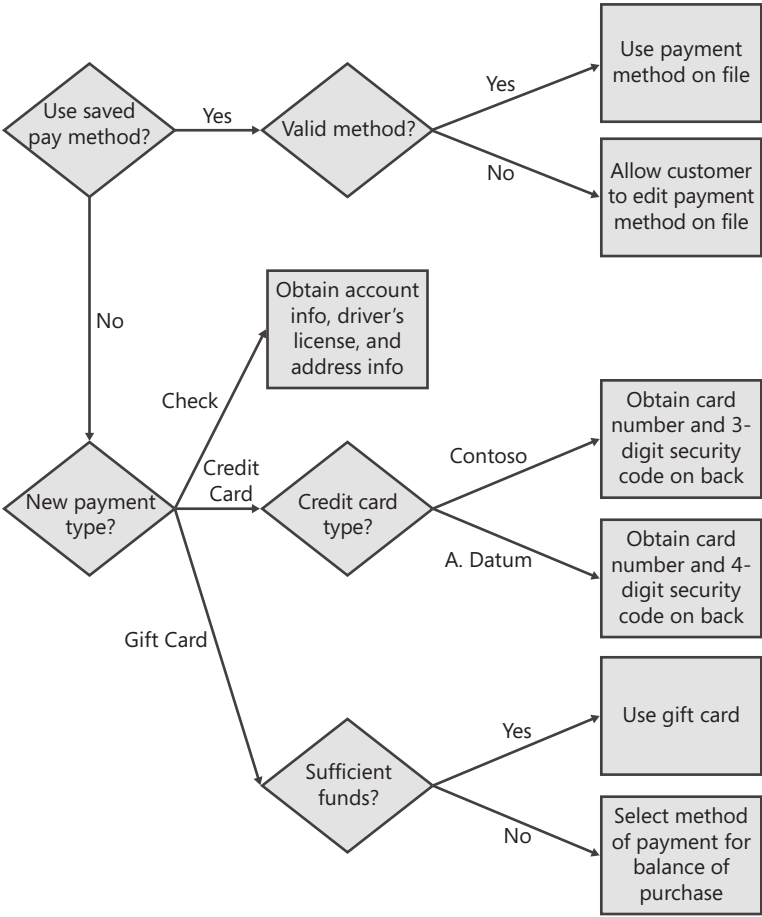 Use saved
pay method?
Yes
Valid method?
Yes
Use payment
method on file
No
Allow customer
to edit payment
method on file
No
Obtain account
info, driver’s
license, and
address info
Check
New payment
type?
Credit
Card
Credit card
type?
Contoso
Obtain card
number and 3-
digit security
code on back
A. Datum
Obtain card
number and 4-
digit security
code on back
Gift Card
Sufficient
funds?
Yes
Use gift card
No
Select method
of payment for
balance of
purchase